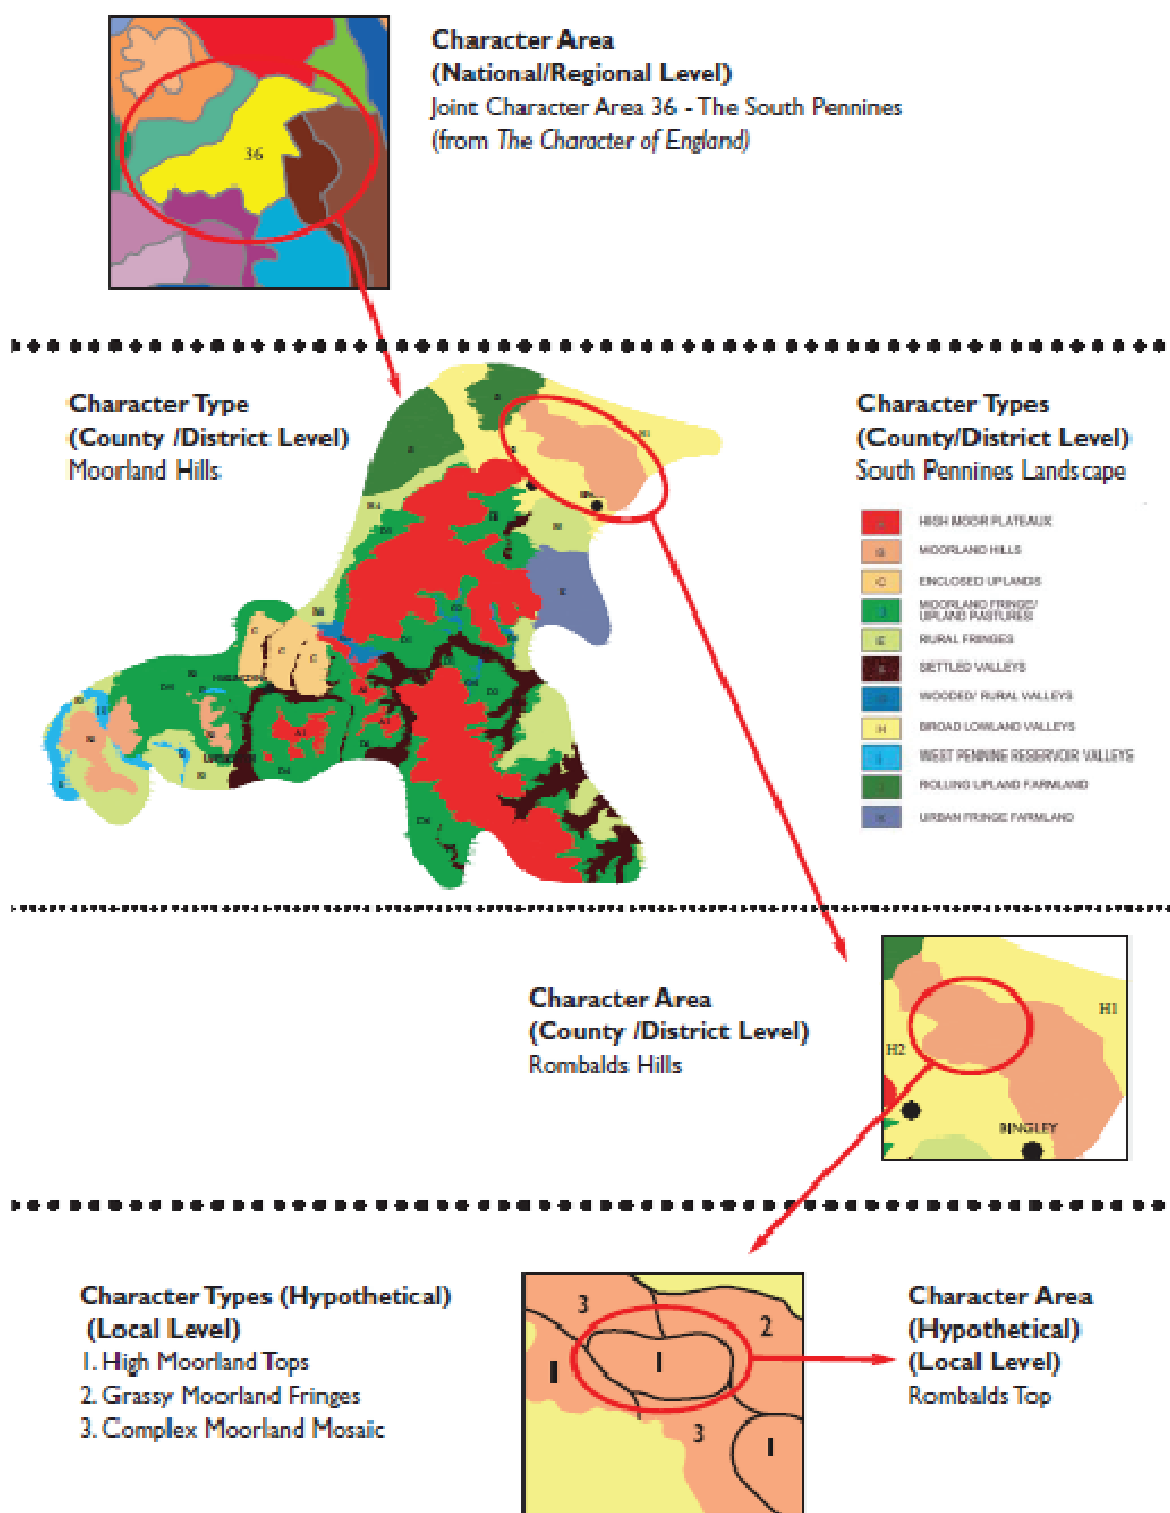 Character Area
(National/Regional Level)
Joint Character Area 36 - The South Pennines
(from The Character of England)
36
Character Type
(County /District Level)
Moorland Hills
Character Types
(County/District Level)
South Pennines Landscape
HIGH MOOR PLATEAUX
MOORLAND HILLS
ENCLOSED UPLANDS
MOORLAND FRINGE/
UPLAND PASTURES
RURAL FRINGES
SETTLED VALLEYS
WOODED/ RURAL VALLEYS
BROAD LOWLAND VALLEYS
WEST PENNINE RESERVOIR VALLEYS
ROLLING UPLAND FARMLAND
URBAN FRINGE FARMLAND
Character Area
(County /District Level)
Rombalds Hills
H1
H2
BINGLEY
Character Types (Hypothetical)
(Local Level)
1. High Moorland Tops
2. Grassy Moorland Fringes
3. Complex Moorland Mosaic
3
2
1
1
3
1
Character Area
(Hypothetical)
(Local Level)
Rombalds Top